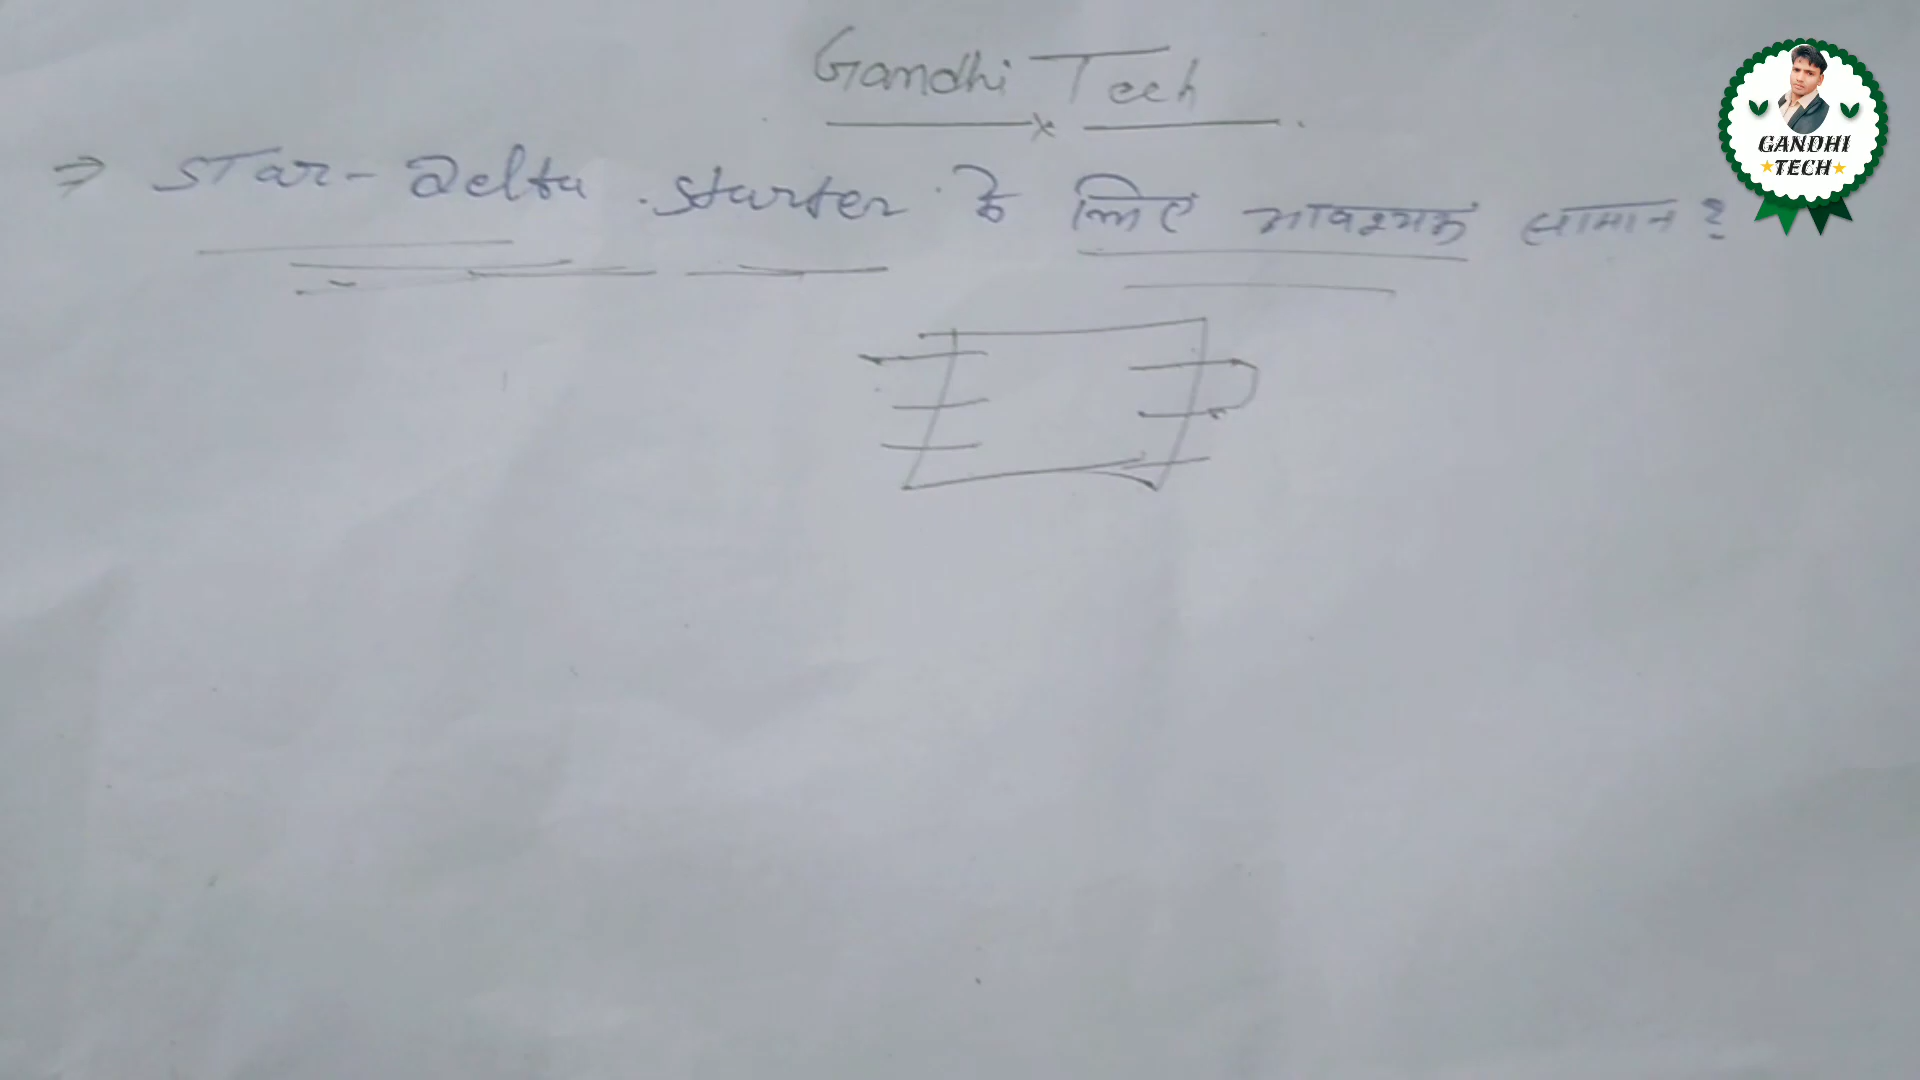 Gandhi Tech
⇒ Star-Delta starter के लिए आवश्यक सामान ?
GANDHI
TECH